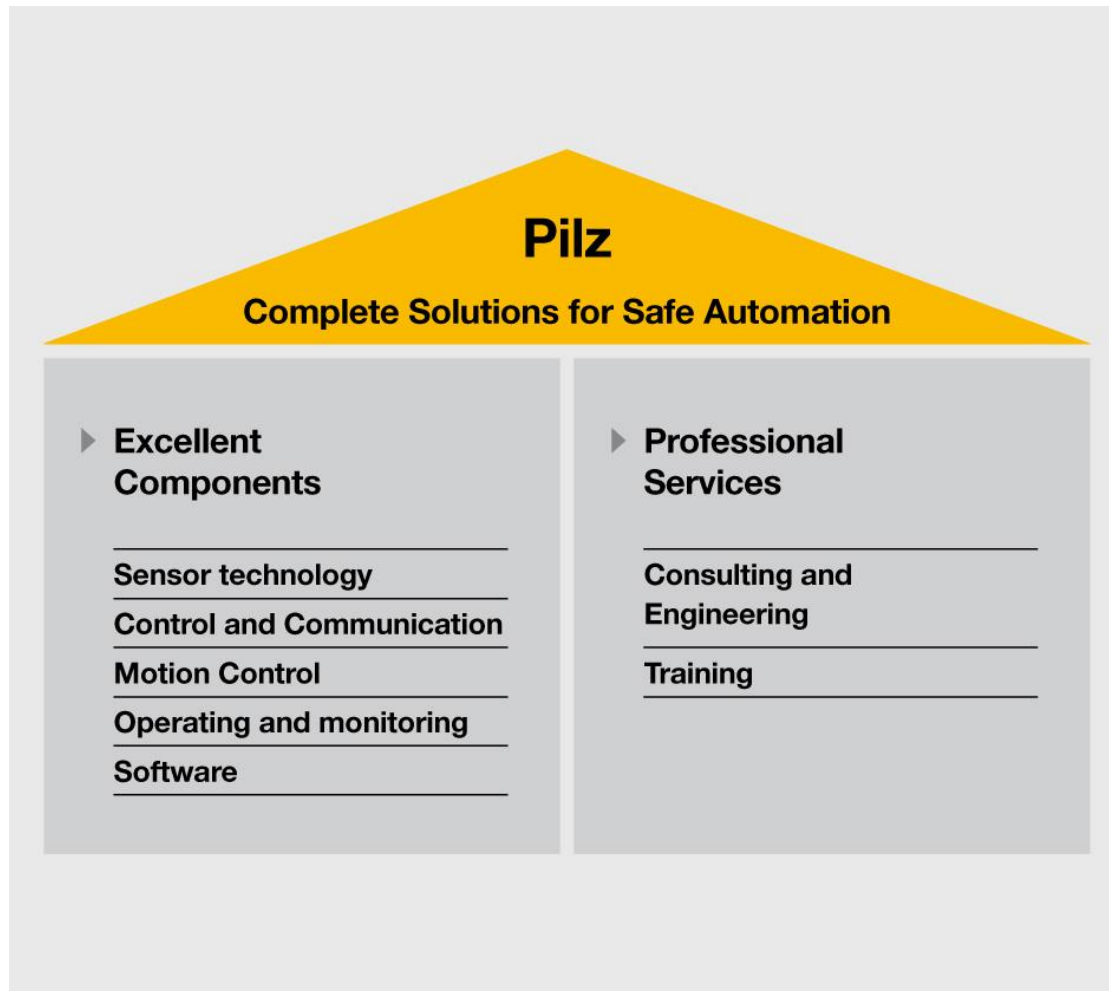 Pilz
Complete Solutions for Safe Automation
Excellent
Components
Sensor technology
Control and Communication
Motion Control
Operating and monitoring
Software
Professional
Services
Consulting and
Engineering
Training